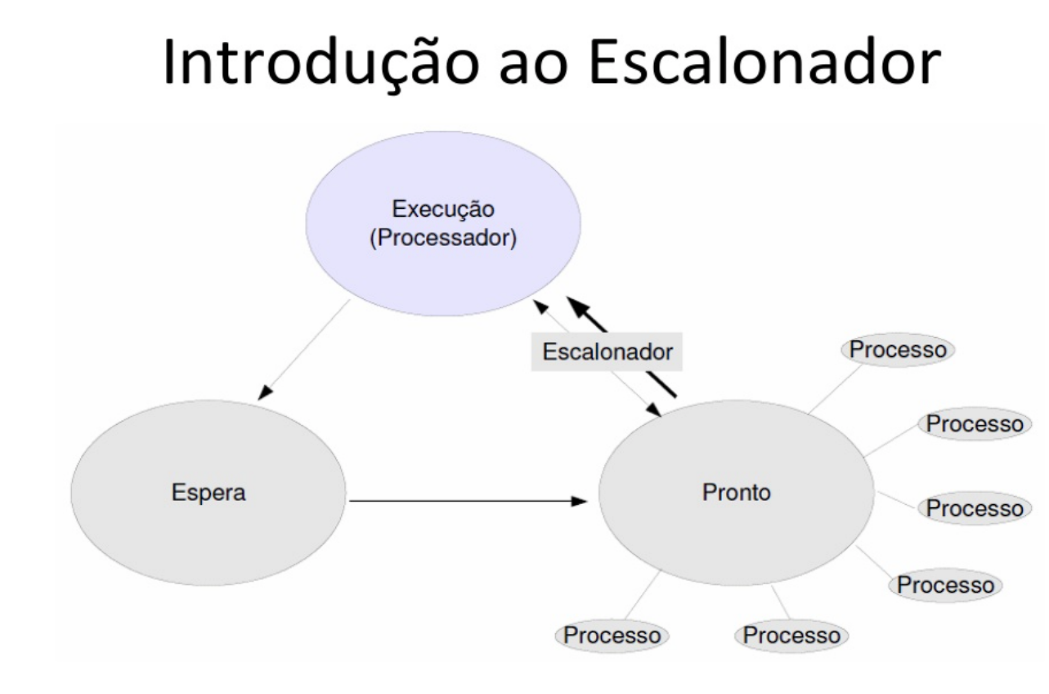 Introdução ao Escalonador
Execução
(Processador)
Escalonador
Processo
Processo
Espera
Pronto
Processo
Processo
Processo
Processo